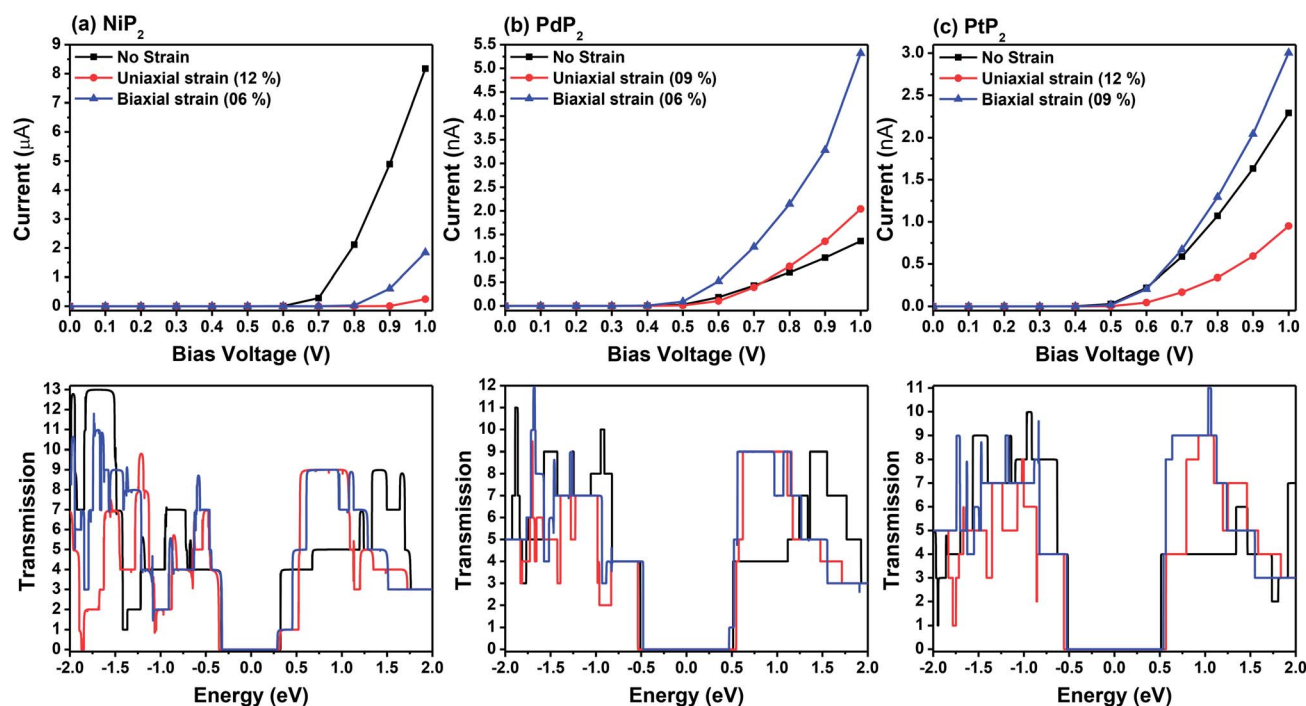 (a) NiP2
No Strain
Uniaxial strain (12 %)
Biaxial strain (06 %)
Current (μA)
9
8
7
6
5
4
3
2
1
0
0.0 0.1 0.2 0.3 0.4 0.5 0.6 0.7 0.8 0.9 1.0
Bias Voltage (V)
(b) PdP2
No Strain
Uniaxial strain (09 %)
Biaxial strain (06 %)
Current (nA)
5.5
5.0
4.5
4.0
3.5
3.0
2.5
2.0
1.5
1.0
0.5
0.0
0.0 0.1 0.2 0.3 0.4 0.5 0.6 0.7 0.8 0.9 1.0
Bias Voltage (V)
(c) PtP2
No Strain
Uniaxial strain (12 %)
Biaxial strain (09 %)
Current (nA)
3.0
2.5
2.0
1.5
1.0
0.5
0.0
0.0 0.1 0.2 0.3 0.4 0.5 0.6 0.7 0.8 0.9 1.0
Bias Voltage (V)
Transmission
13
12
11
10
9
8
7
6
5
4
3
2
1
0
-2.0 -1.5 -1.0 -0.5 0.0 0.5 1.0 1.5 2.0
Energy (eV)
Transmission
12
11
10
9
8
7
6
5
4
3
2
1
0
-2.0 -1.5 -1.0 -0.5 0.0 0.5 1.0 1.5 2.0
Energy (eV)
Transmission
11
10
9
8
7
6
5
4
3
2
1
0
-2.0 -1.5 -1.0 -0.5 0.0 0.5 1.0 1.5 2.0
Energy (eV)